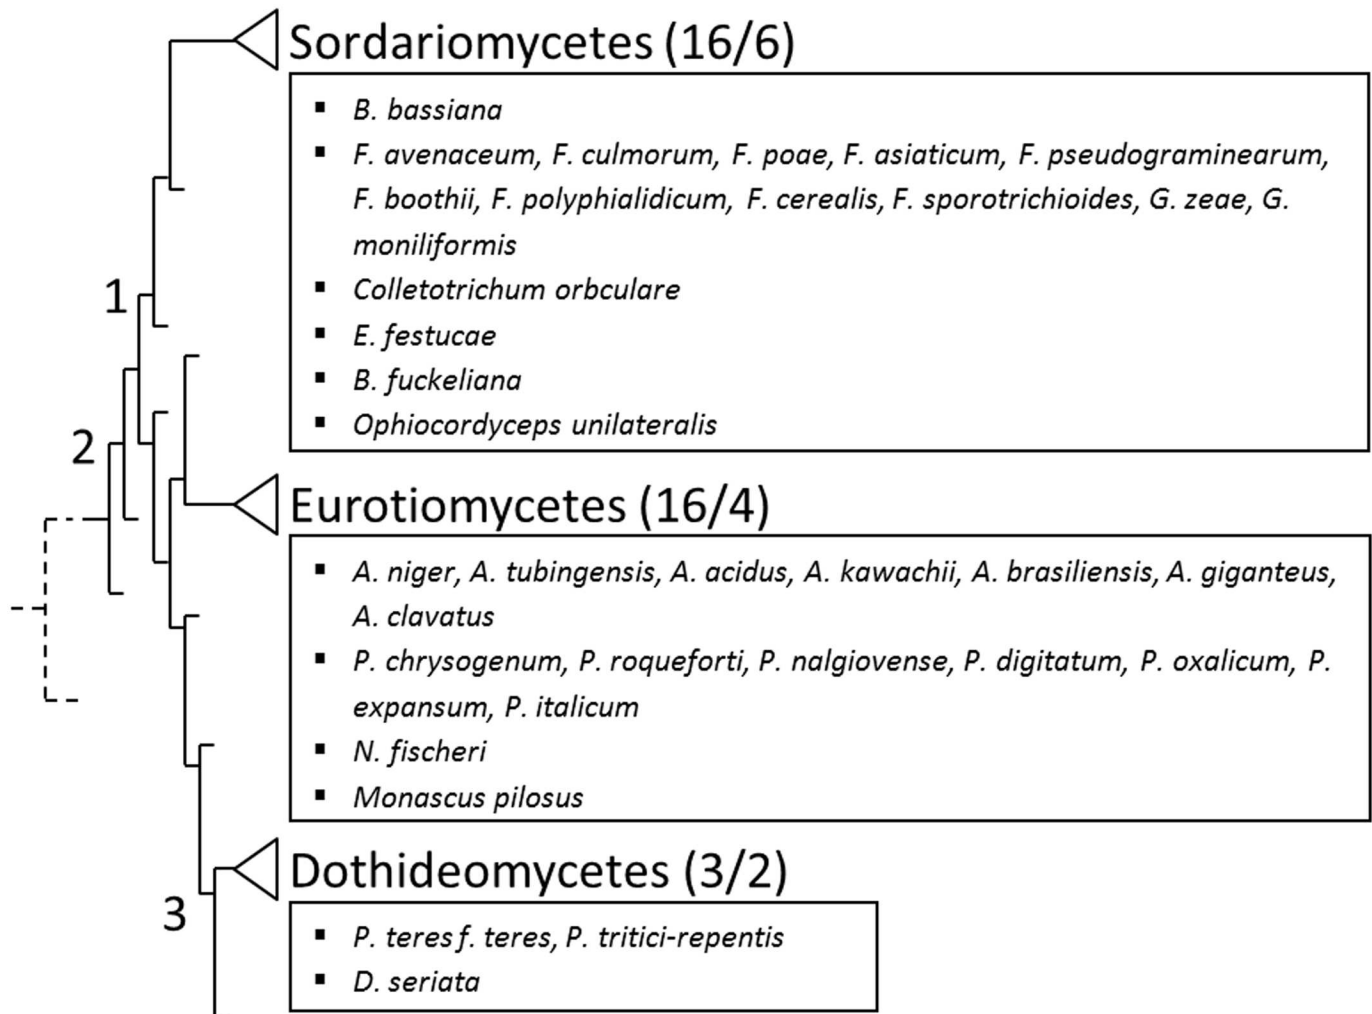 Sordariomycetes (16/6)
▪ B. bassiana
▪ F. avenaceum, F. culmorum, F. poae, F. asiaticum, F. pseudograminearum,
F. boothii, F. polyphialidicum, F. cerealis, F. sporotrichioides, G. zeae, G.
moniliformis
▪ Colletotrichum orbculare
▪ E. festucae
▪ B. fuckeliana
▪ Ophiocordyceps unilateralis
1
2
Eurotiomycetes (16/4)
▪ A. niger, A. tubingensis, A. acidus, A. kawachii, A. brasiliensis, A. giganteus,
A. clavatus
▪ P. chrysogenum, P. roqueforti, P. nalgiovense, P. digitatum, P. oxalicum, P.
expansum, P. italicum
▪ N. fischeri
▪ Monascus pilosus
Dothideomycetes (3/2)
3
▪ P. teres f. teres, P. tritici-repentis
▪ D. seriata